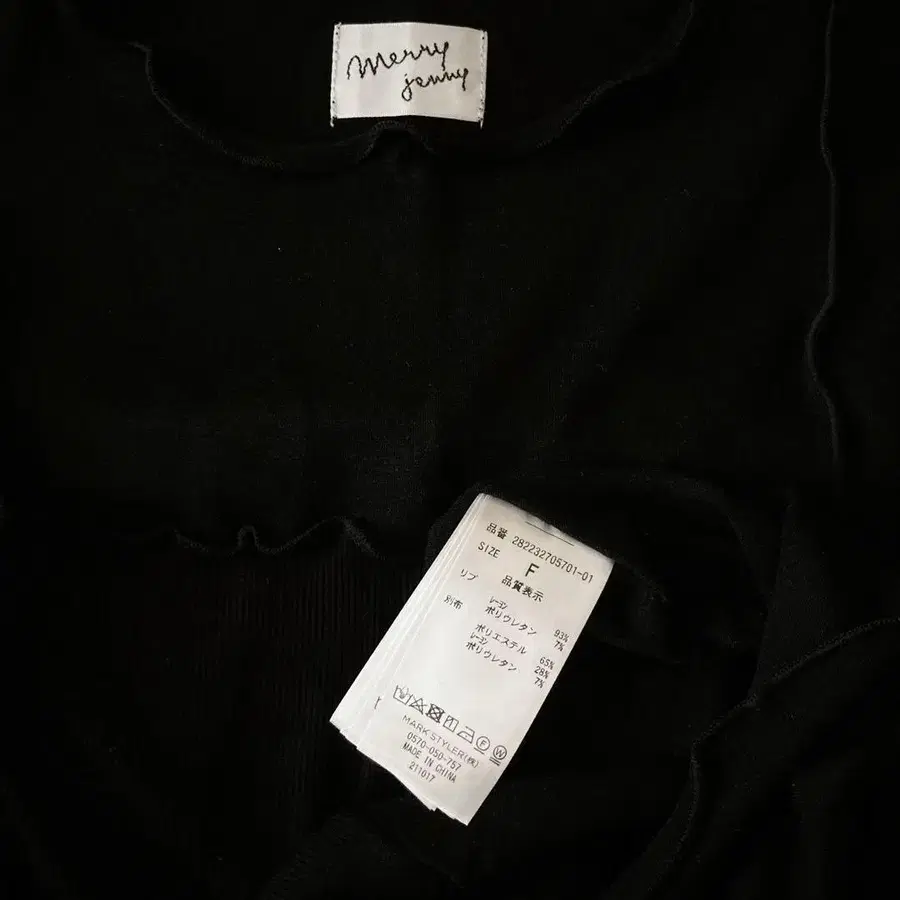 merry
jenny
品番 282232705701-01
SIZE F
品質表示
リブ
レーヨン 93%
ポリウレタン 7%
別布
ポリエステル 65%
レーヨン 28%
ポリウレタン 7%
F W
MARK STYLER(株)
0570-050-757
MADE IN CHINA
211017